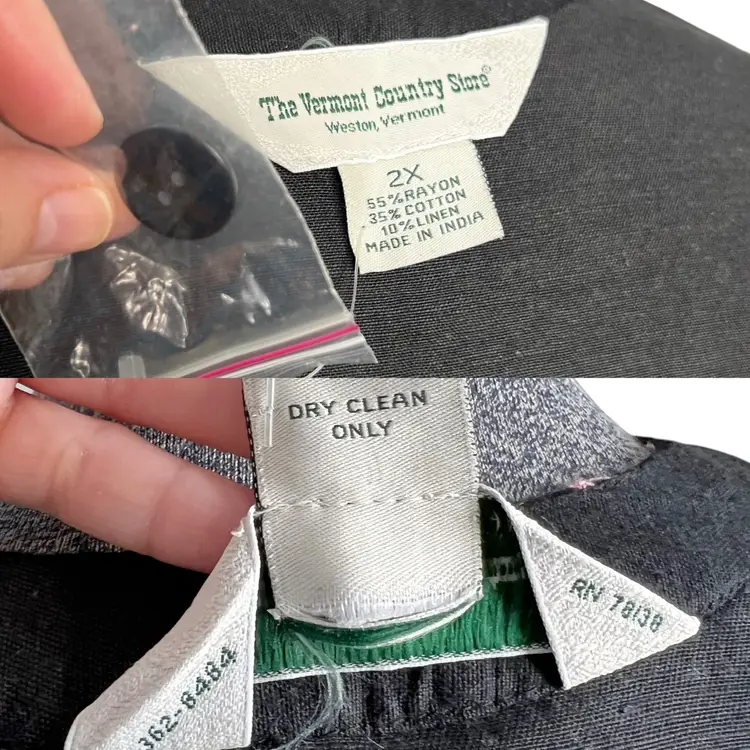 The Vermont Country Store®
Weston, Vermont
2X
55% RAYON
35% COTTON
10% LINEN
MADE IN INDIA
DRY CLEAN
ONLY
RN 78138
362-8484